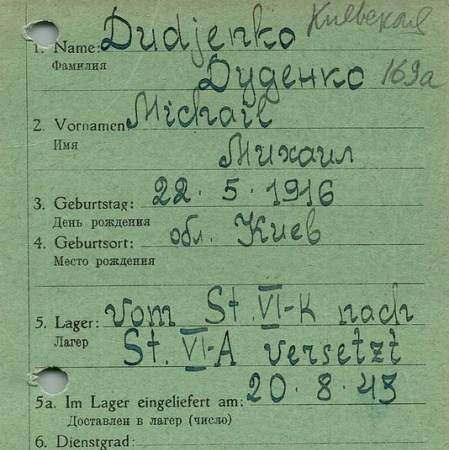 Киевская
1. Name: Dudjenko
Фамилия
Дуденко 169а
2. Vornamen: Michail
Имя
Михаил
3. Geburtstag: 22.5.1916
День рождения
4. Geburtsort: обл. Киев
Место рождения
5. Lager: vom St. VI-K nach
Лагер St. VI-A versetzt
5a. Im Lager eingeliefert am: 20.8.43
Доставлен в лагер (число)
6. Dienstgrad: